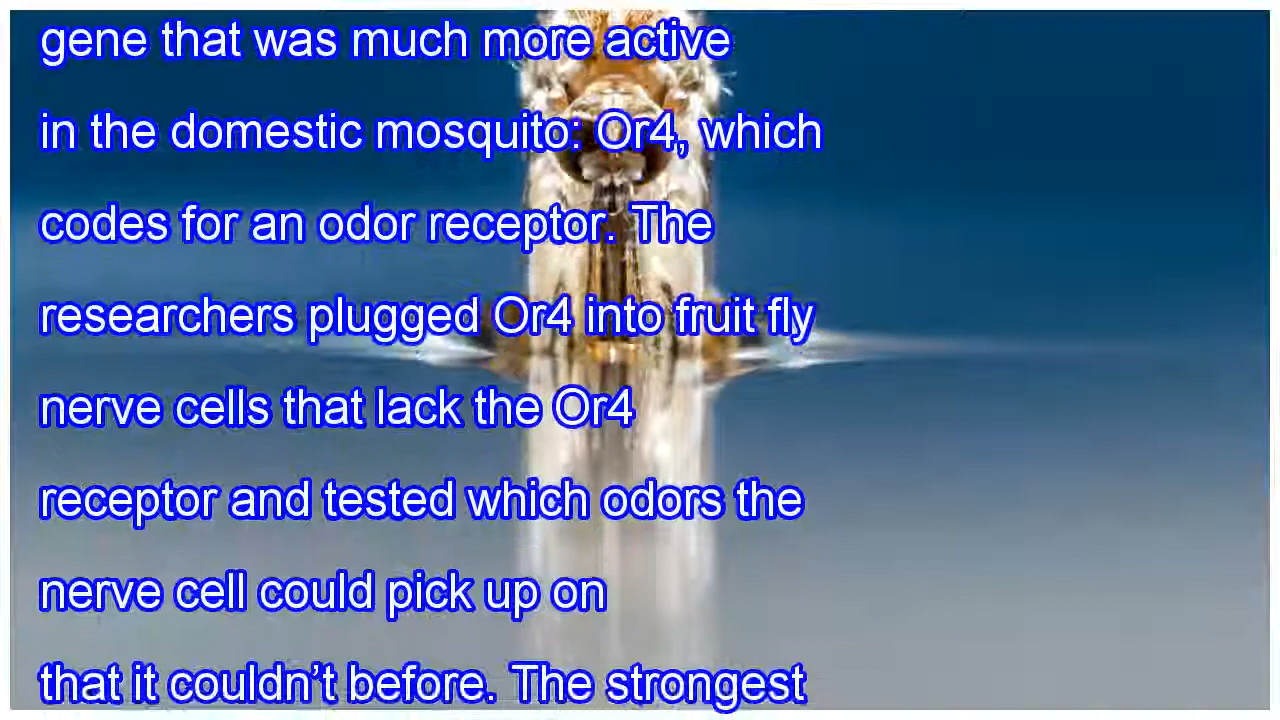 gene that was much more active
in the domestic mosquito: Or4, which
codes for an odor receptor. The
researchers plugged Or4 into fruit fly
nerve cells that lack the Or4
receptor and tested which odors the
nerve cell could pick up on
that it couldn’t before. The strongest